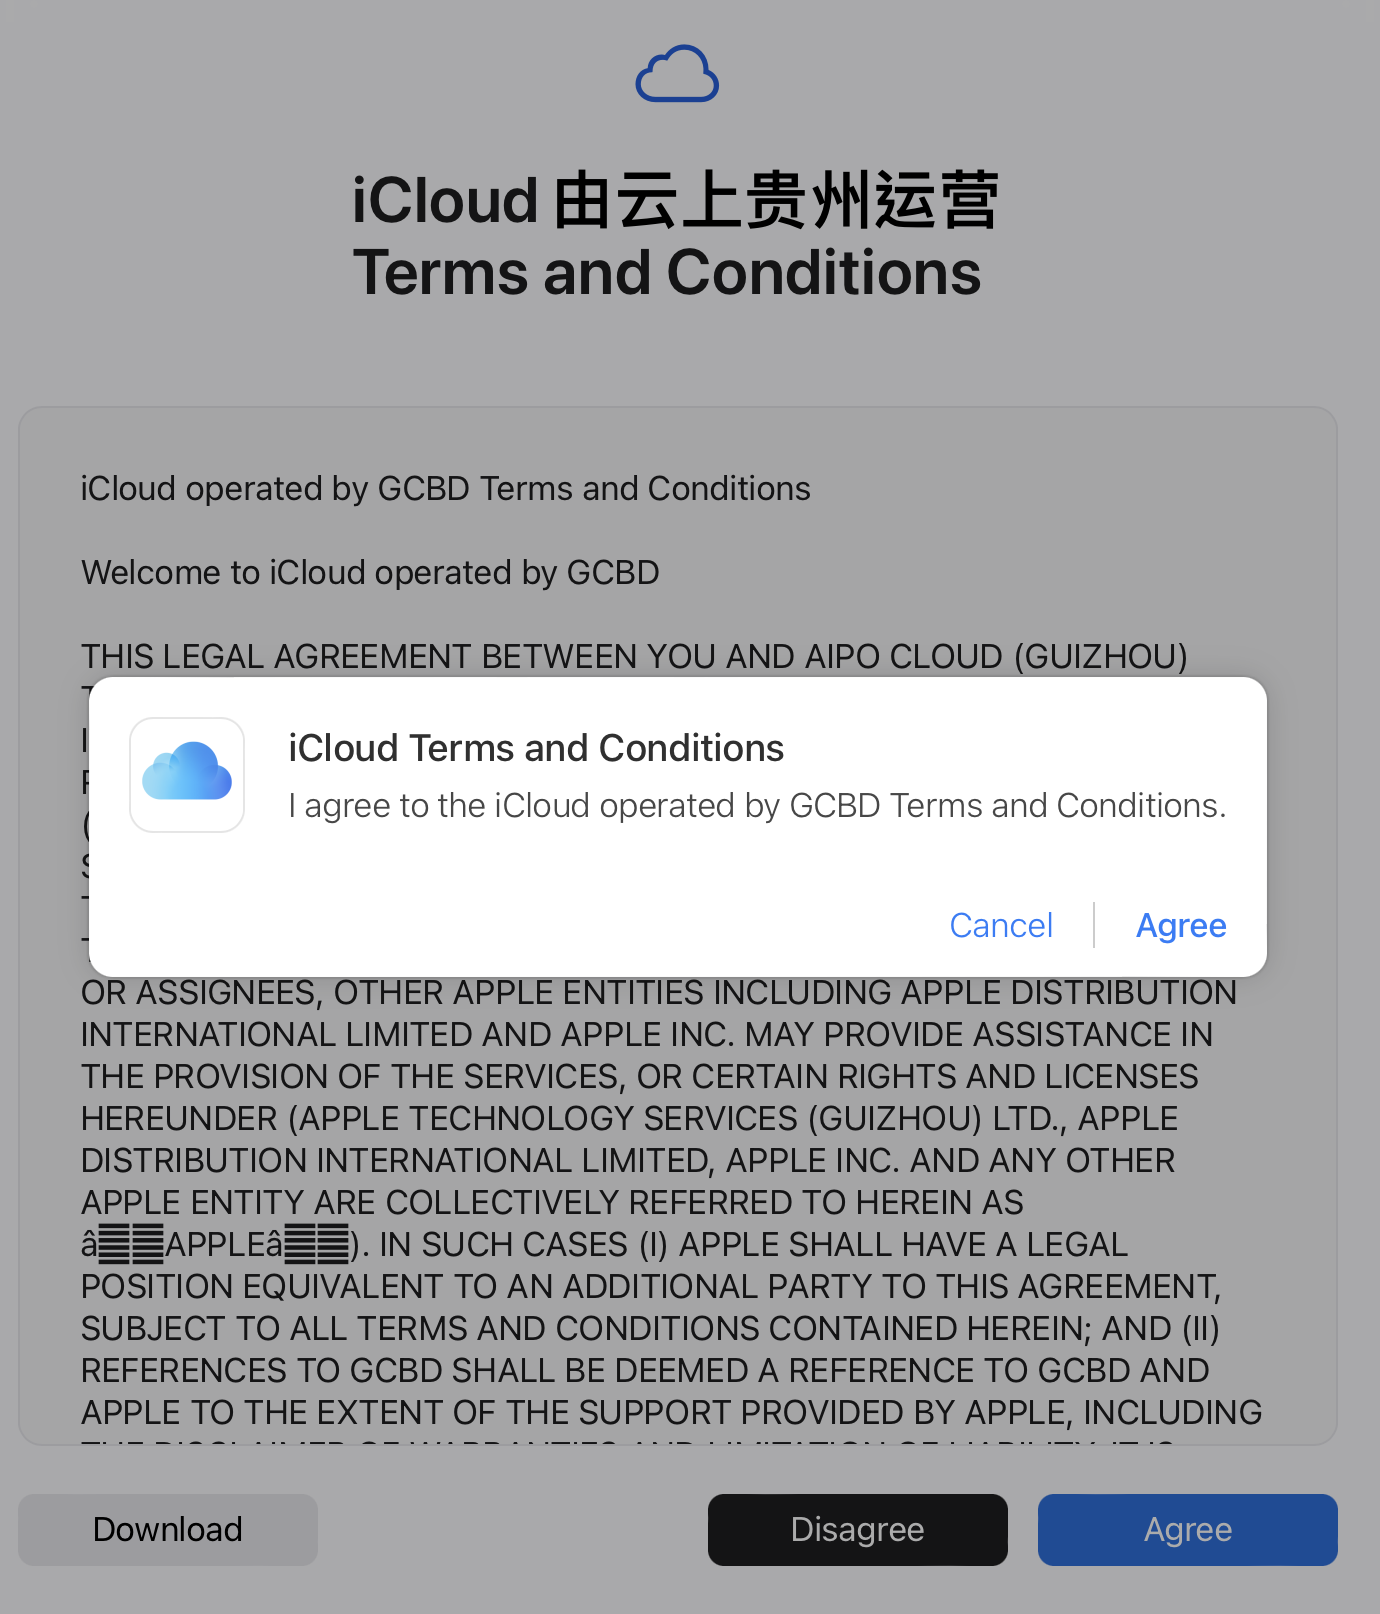 iCloud 由云上贵州运营
Terms and Conditions
iCloud operated by GCBD Terms and Conditions
Welcome to iCloud operated by GCBD
THIS LEGAL AGREEMENT BETWEEN YOU AND AIPO CLOUD (GUIZHOU)
iCloud Terms and Conditions
I agree to the iCloud operated by GCBD Terms and Conditions.
Cancel
Agree
OR ASSIGNEES, OTHER APPLE ENTITIES INCLUDING APPLE DISTRIBUTION
INTERNATIONAL LIMITED AND APPLE INC. MAY PROVIDE ASSISTANCE IN
THE PROVISION OF THE SERVICES, OR CERTAIN RIGHTS AND LICENSES
HEREUNDER (APPLE TECHNOLOGY SERVICES (GUIZHOU) LTD., APPLE
DISTRIBUTION INTERNATIONAL LIMITED, APPLE INC. AND ANY OTHER
APPLE ENTITY ARE COLLECTIVELY REFERRED TO HEREIN AS
â䷁䷁APPLEâ䷁䷁). IN SUCH CASES (I) APPLE SHALL HAVE A LEGAL
POSITION EQUIVALENT TO AN ADDITIONAL PARTY TO THIS AGREEMENT,
SUBJECT TO ALL TERMS AND CONDITIONS CONTAINED HEREIN; AND (II)
REFERENCES TO GCBD SHALL BE DEEMED A REFERENCE TO GCBD AND
APPLE TO THE EXTENT OF THE SUPPORT PROVIDED BY APPLE, INCLUDING
Download
Disagree
Agree